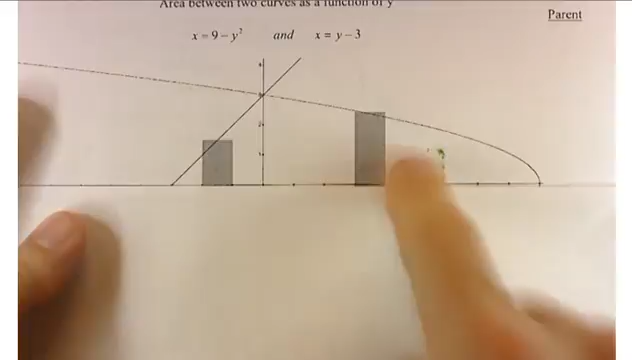 Area between two curves as a function of y
Parent
x = 9 – y² and x = y – 3